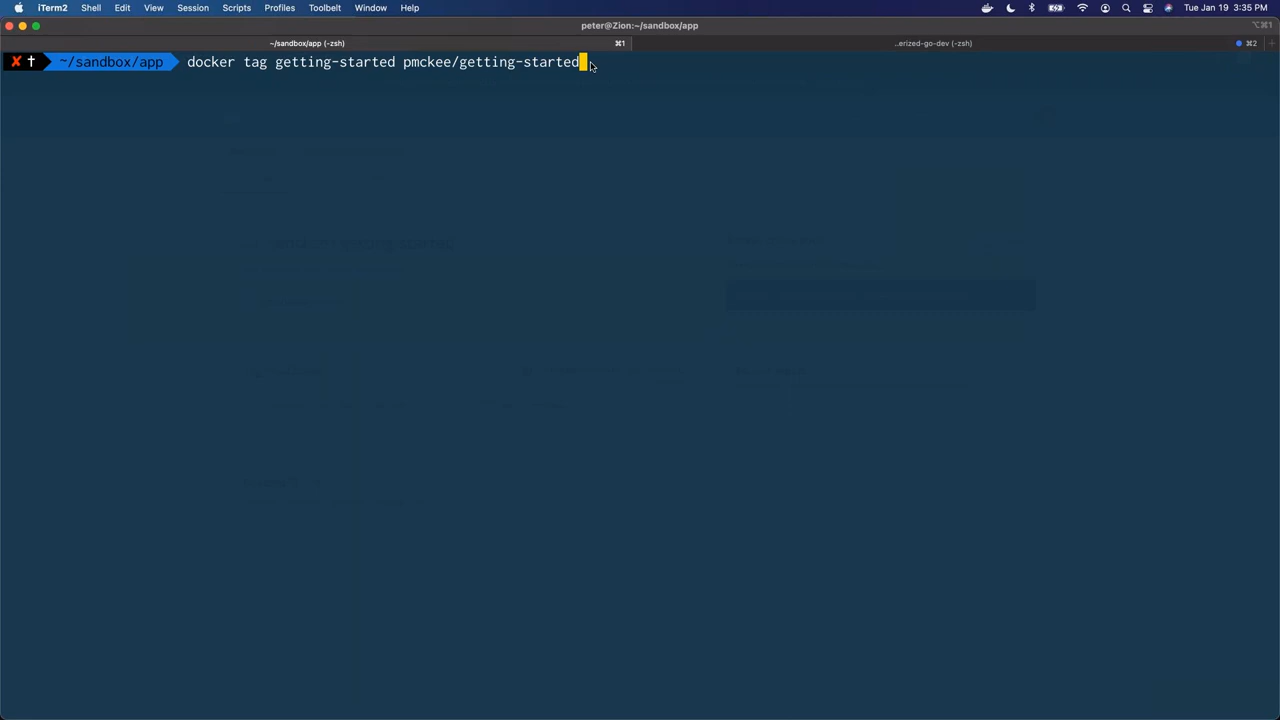 iTerm2 Shell Edit View Session Scripts Profiles Toolbelt Window Help Tue Jan 19 3:35 PM
peter@Zion:~/sandbox/app ⌥⌘1
~/sandbox/app (-zsh) ⌘1 ..erized-go-dev (-zsh) ⌘2 +
✘ † ~/sandbox/app docker tag getting-started pmckee/getting-started